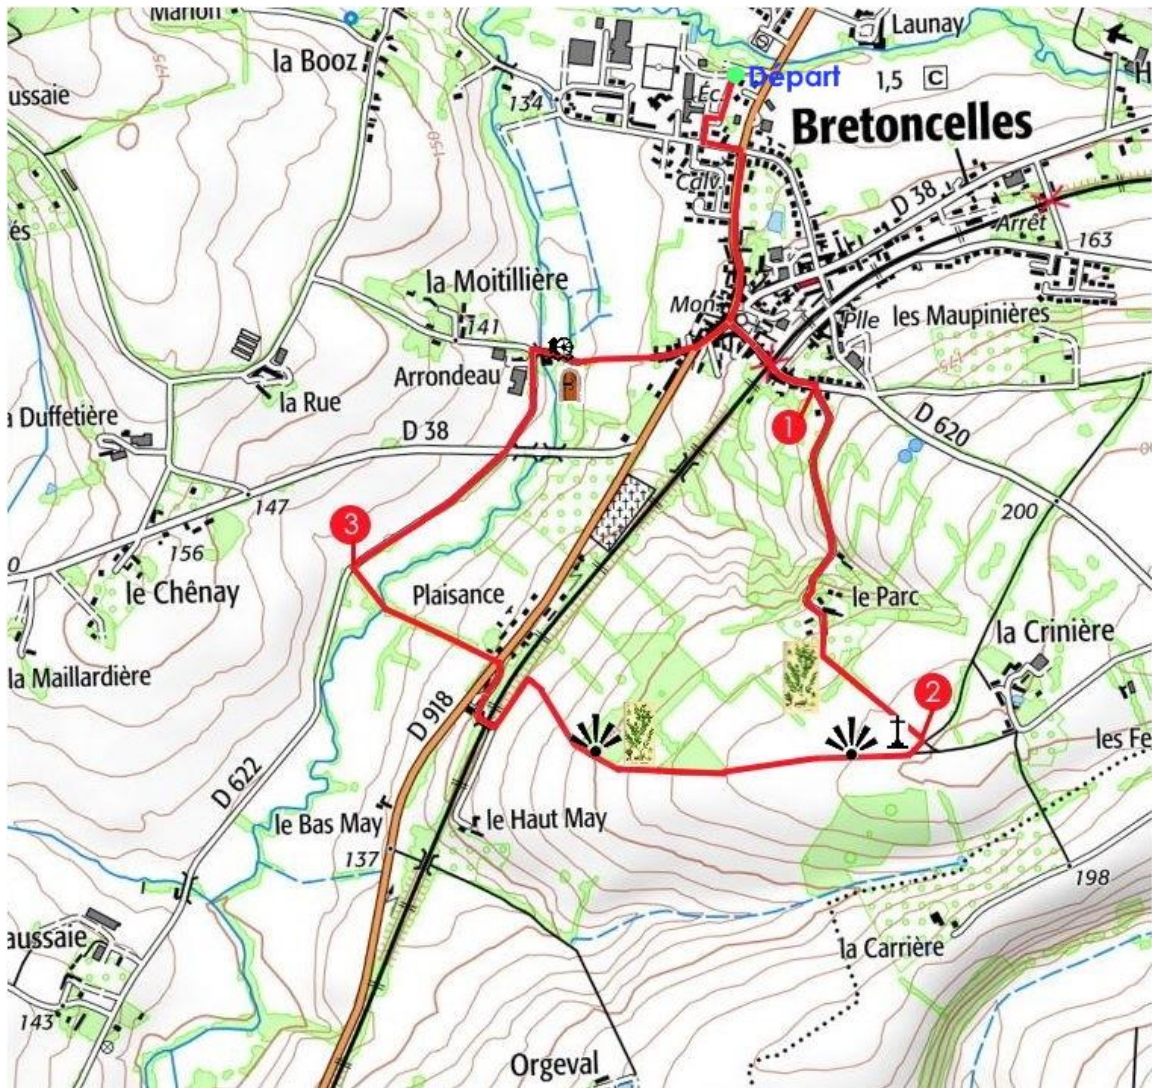 Marion
Launay
la Booz
Départ
1,5 C
175
ussaie
134
Éc.
H
Bretoncelles
150
Calv.
D 38
Arrêt
163
és
la Moitillière
Mon
Plle
les Maupinières
141
Arrondeau
175
la Rue
a Duffetière
D 38
1
D 620
147
200
3
156
0
le Chênay
Plaisance
le Parc
la Crinière
la Maillardière
2
D 918
les Fe
D 622
le Bas May
le Haut May
137
198
aussaie
la Carrière
143
Orgeval